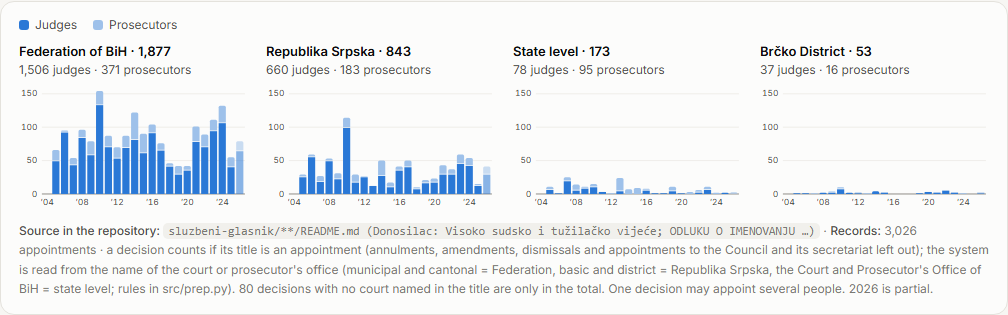 Judges Prosecutors
Federation of BiH · 1,877
1,506 judges · 371 prosecutors
150
100
50
0
'04 '08 '12 '16 '20 '24
Republika Srpska · 843
660 judges · 183 prosecutors
150
100
50
0
'04 '08 '12 '16 '20 '24
State level · 173
78 judges · 95 prosecutors
150
100
50
0
'04 '08 '12 '16 '20 '24
Brčko District · 53
37 judges · 16 prosecutors
150
100
50
0
'04 '08 '12 '16 '20 '24
Source in the repository: sluzbeni-glasnik/**/README.md (Donosilac: Visoko sudsko i tužilačko vijeće; ODLUKU O IMENOVANJU …) · Records: 3,026
appointments · a decision counts if its title is an appointment (annulments, amendments, dismissals and appointments to the Council and its secretariat left out); the system
is read from the name of the court or prosecutor's office (municipal and cantonal = Federation, basic and district = Republika Srpska, the Court and Prosecutor's Office of
BiH = state level; rules in src/prep.py). 80 decisions with no court named in the title are only in the total. One decision may appoint several people. 2026 is partial.